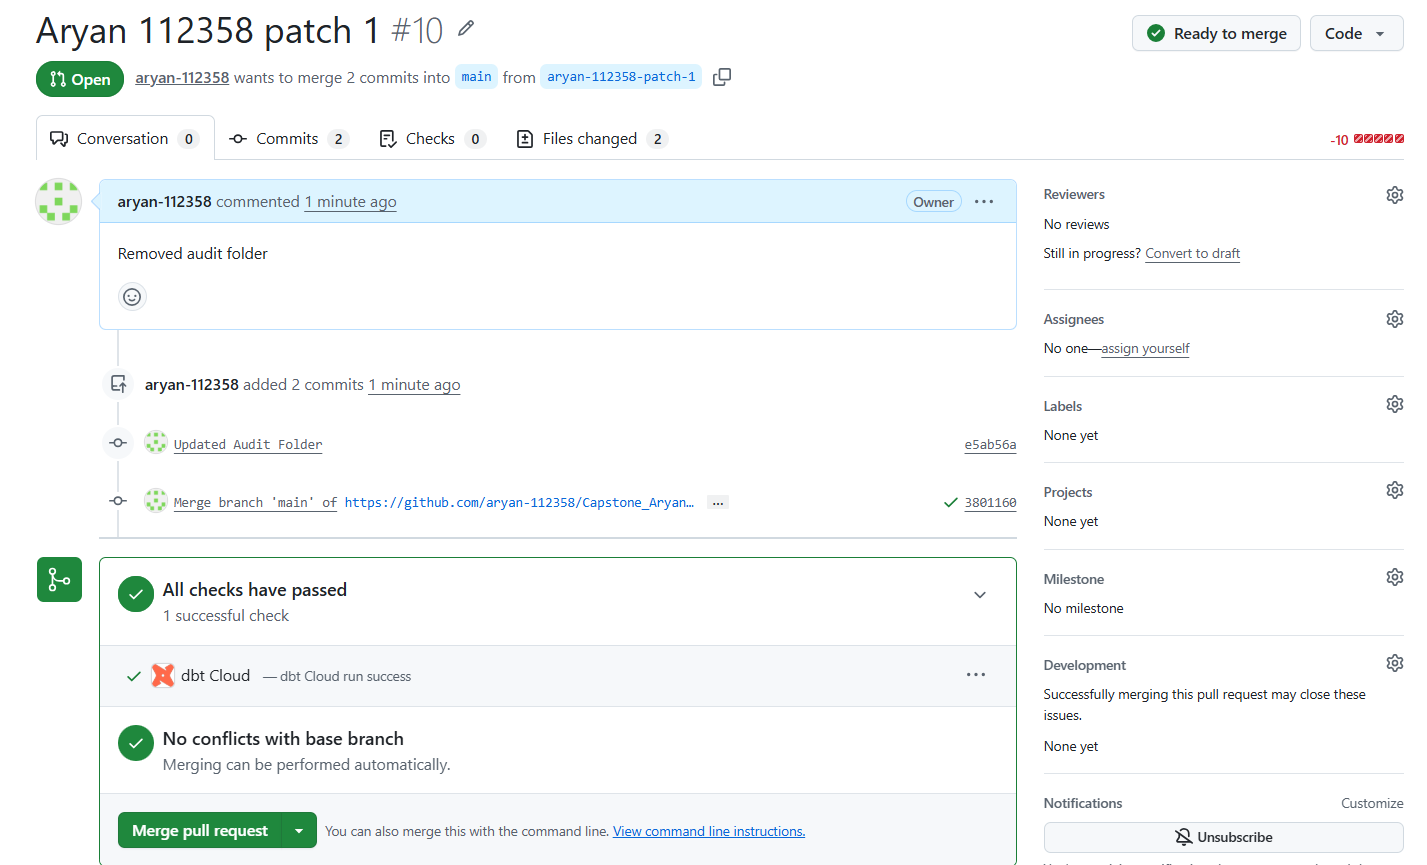 Aryan 112358 patch 1 #10
Ready to merge
Code
Open
aryan-112358 wants to merge 2 commits into main from aryan-112358-patch-1
Conversation 0
Commits 2
Checks 0
Files changed 2
-10
aryan-112358 commented 1 minute ago
Owner
Removed audit folder
aryan-112358 added 2 commits 1 minute ago
Updated Audit Folder
e5ab56a
Merge branch 'main' of https://github.com/aryan-112358/Capstone_Aryan…
3801160
All checks have passed
1 successful check
dbt Cloud — dbt Cloud run success
No conflicts with base branch
Merging can be performed automatically.
Merge pull request
You can also merge this with the command line. View command line instructions.
Reviewers
No reviews
Still in progress? Convert to draft
Assignees
No one—assign yourself
Labels
None yet
Projects
None yet
Milestone
No milestone
Development
Successfully merging this pull request may close these
issues.
None yet
Notifications
Customize
Unsubscribe